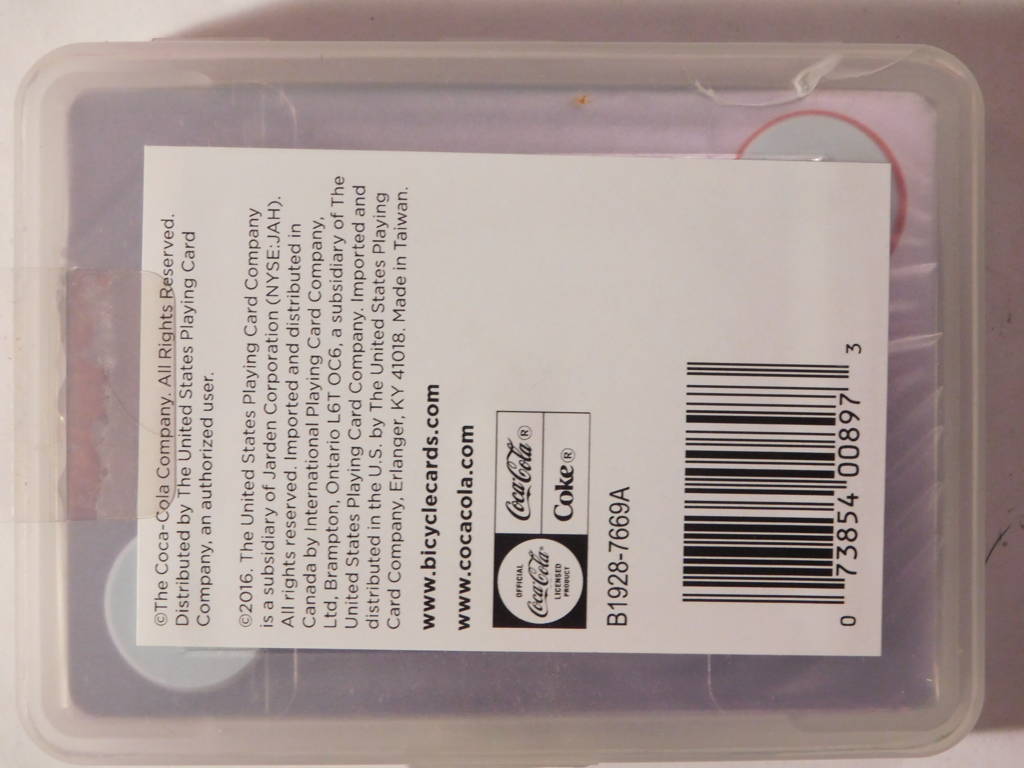 ©The Coca-Cola Company. All Rights Reserved.
Distributed by The United States Playing Card
Company, an authorized user.
©2016. The United States Playing Card Company
is a subsidiary of Jarden Corporation (NYSE:JAH).
All rights reserved. Imported and distributed in
Canada by International Playing Card Company,
Ltd, Brampton, Ontario L6T OC6, a subsidiary of The
United States Playing Card Company. Imported and
distributed in the U.S. by The United States Playing
Card Company, Erlanger, KY 41018. Made in Taiwan.
www.bicyclecards.com
www.cocacola.com
OFFICIAL
Coca-Cola
LICENSED
PRODUCT
Coca-Cola®
Coke®
B1928-7669A
0 73854 00897 3